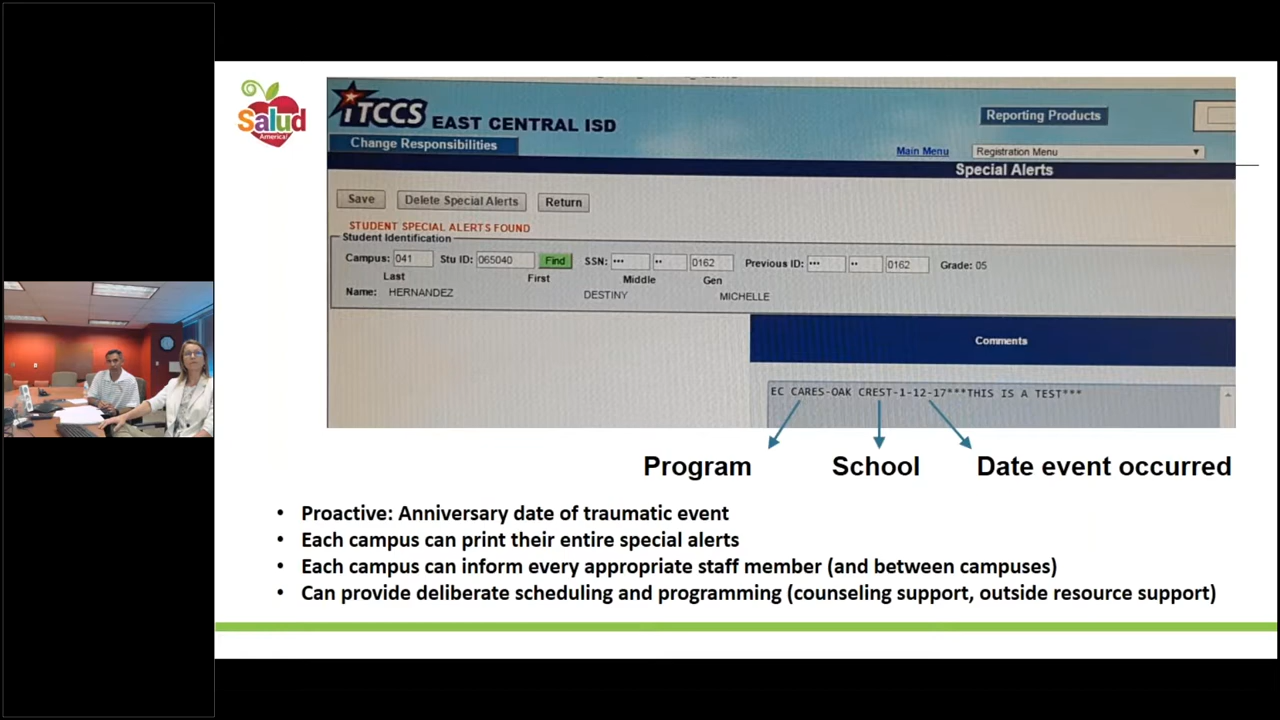 Salud
America!
iTCCS EAST CENTRAL ISD
Reporting Products
Change Responsibilities
Main Menu Registration Menu
Special Alerts
Save Delete Special Alerts Return
STUDENT SPECIAL ALERTS FOUND
Student Identification
Campus: 041 Stu ID: 065040 Find SSN: ••• •• 0162 Previous ID: ••• •• 0162 Grade: 05
Last First Middle Gen
Name: HERNANDEZ DESTINY MICHELLE
Comments
EC CARES-OAK CREST-1-12-17***THIS IS A TEST***
Program School Date event occurred
• Proactive: Anniversary date of traumatic event
• Each campus can print their entire special alerts
• Each campus can inform every appropriate staff member (and between campuses)
• Can provide deliberate scheduling and programming (counseling support, outside resource support)